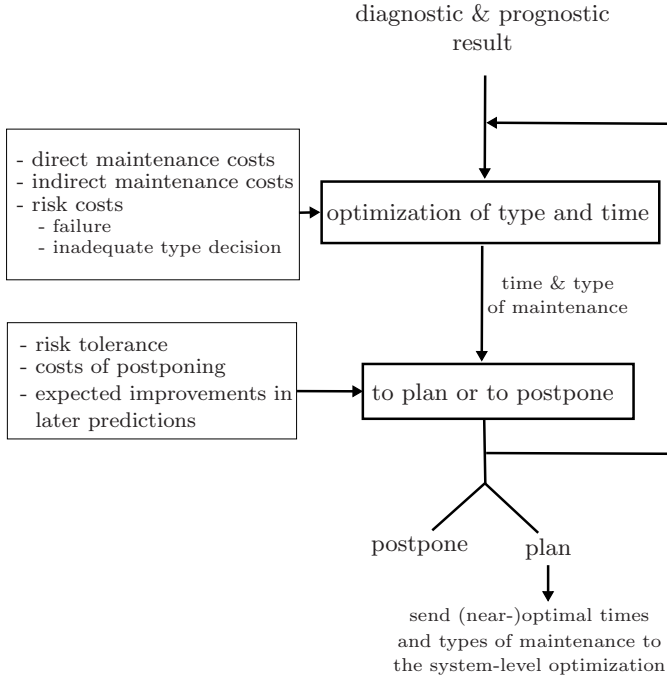 diagnostic & prognostic
result
- direct maintenance costs
- indirect maintenance costs
- risk costs
- failure
- inadequate type decision
optimization of type and time
time & type
of maintenance
- risk tolerance
- costs of postponing
- expected improvements in
later predictions
to plan or to postpone
postpone
plan
send (near-)optimal times
and types of maintenance to
the system-level optimization